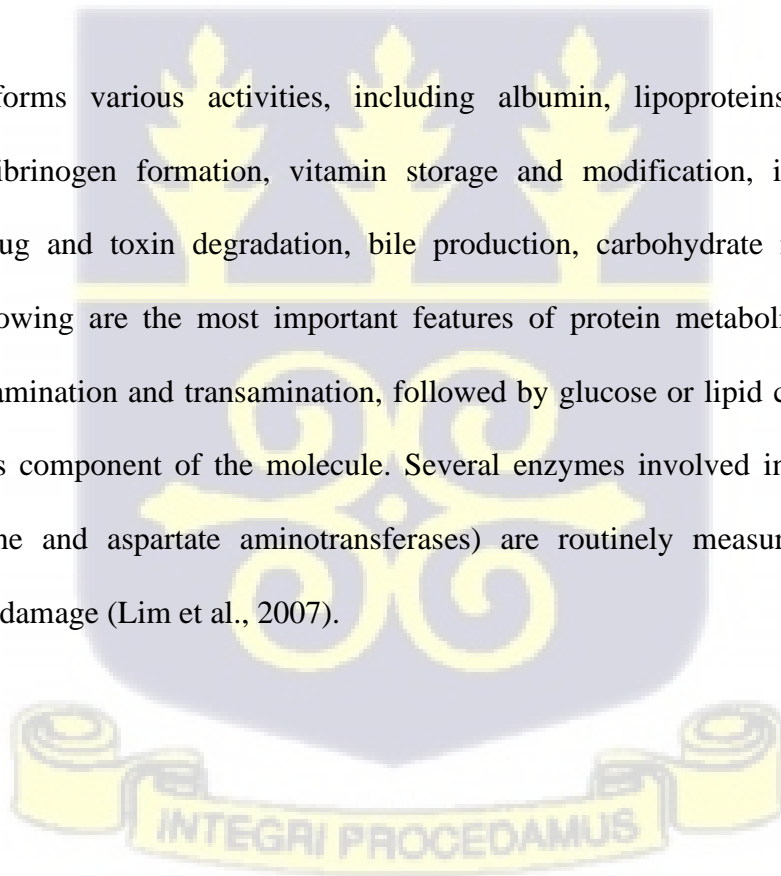 forms various activities, including albumin, lipoproteins
ibrinogen formation, vitamin storage and modification, i
ug and toxin degradation, bile production, carbohydrate
owing are the most important features of protein metaboli
amination and transamination, followed by glucose or lipid c
s component of the molecule. Several enzymes involved in
ne and aspartate aminotransferases) are routinely measur
damage (Lim et al., 2007).
INTEGRI PROCEDAMUS